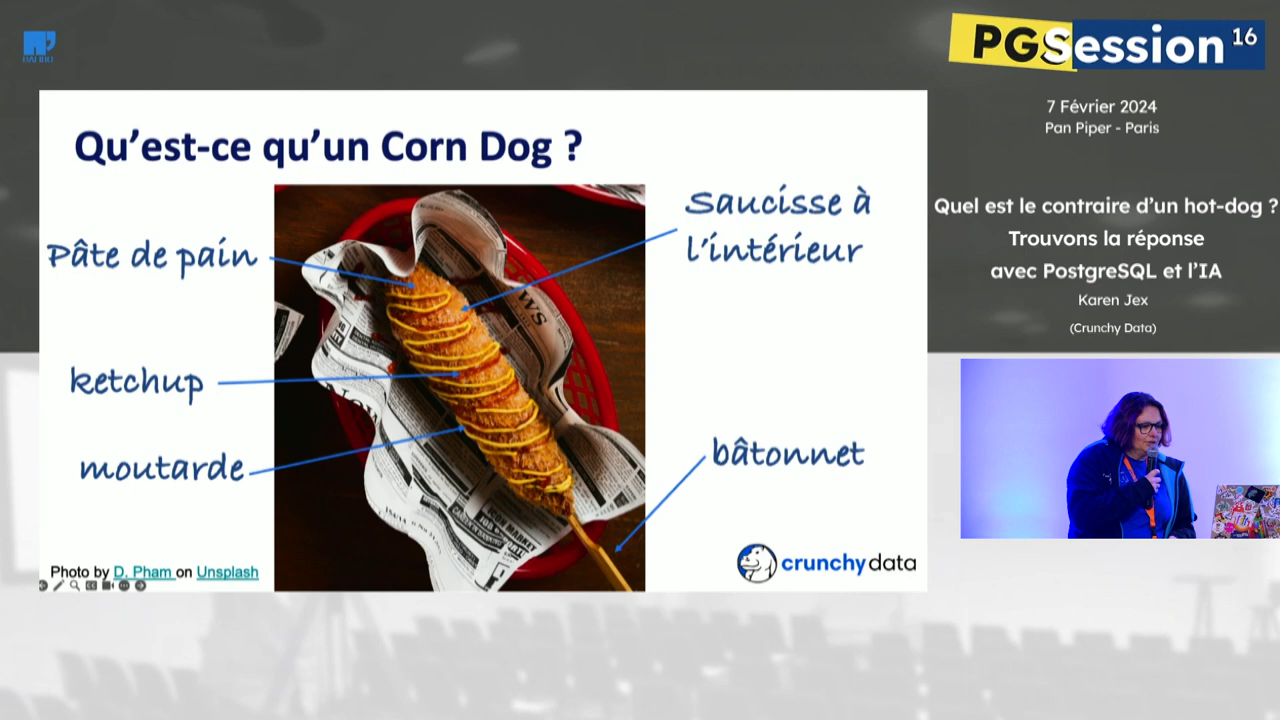 DALIBO
PGSession 16
7 Février 2024
Pan Piper - Paris
Quel est le contraire d'un hot-dog ?
Trouvons la réponse
avec PostgreSQL et l'IA
Karen Jex
(Crunchy Data)
Qu'est-ce qu'un Corn Dog ?
Pâte de pain
Saucisse à
l'intérieur
ketchup
moutarde
bâtonnet
Photo by D. Pham on Unsplash
crunchydata